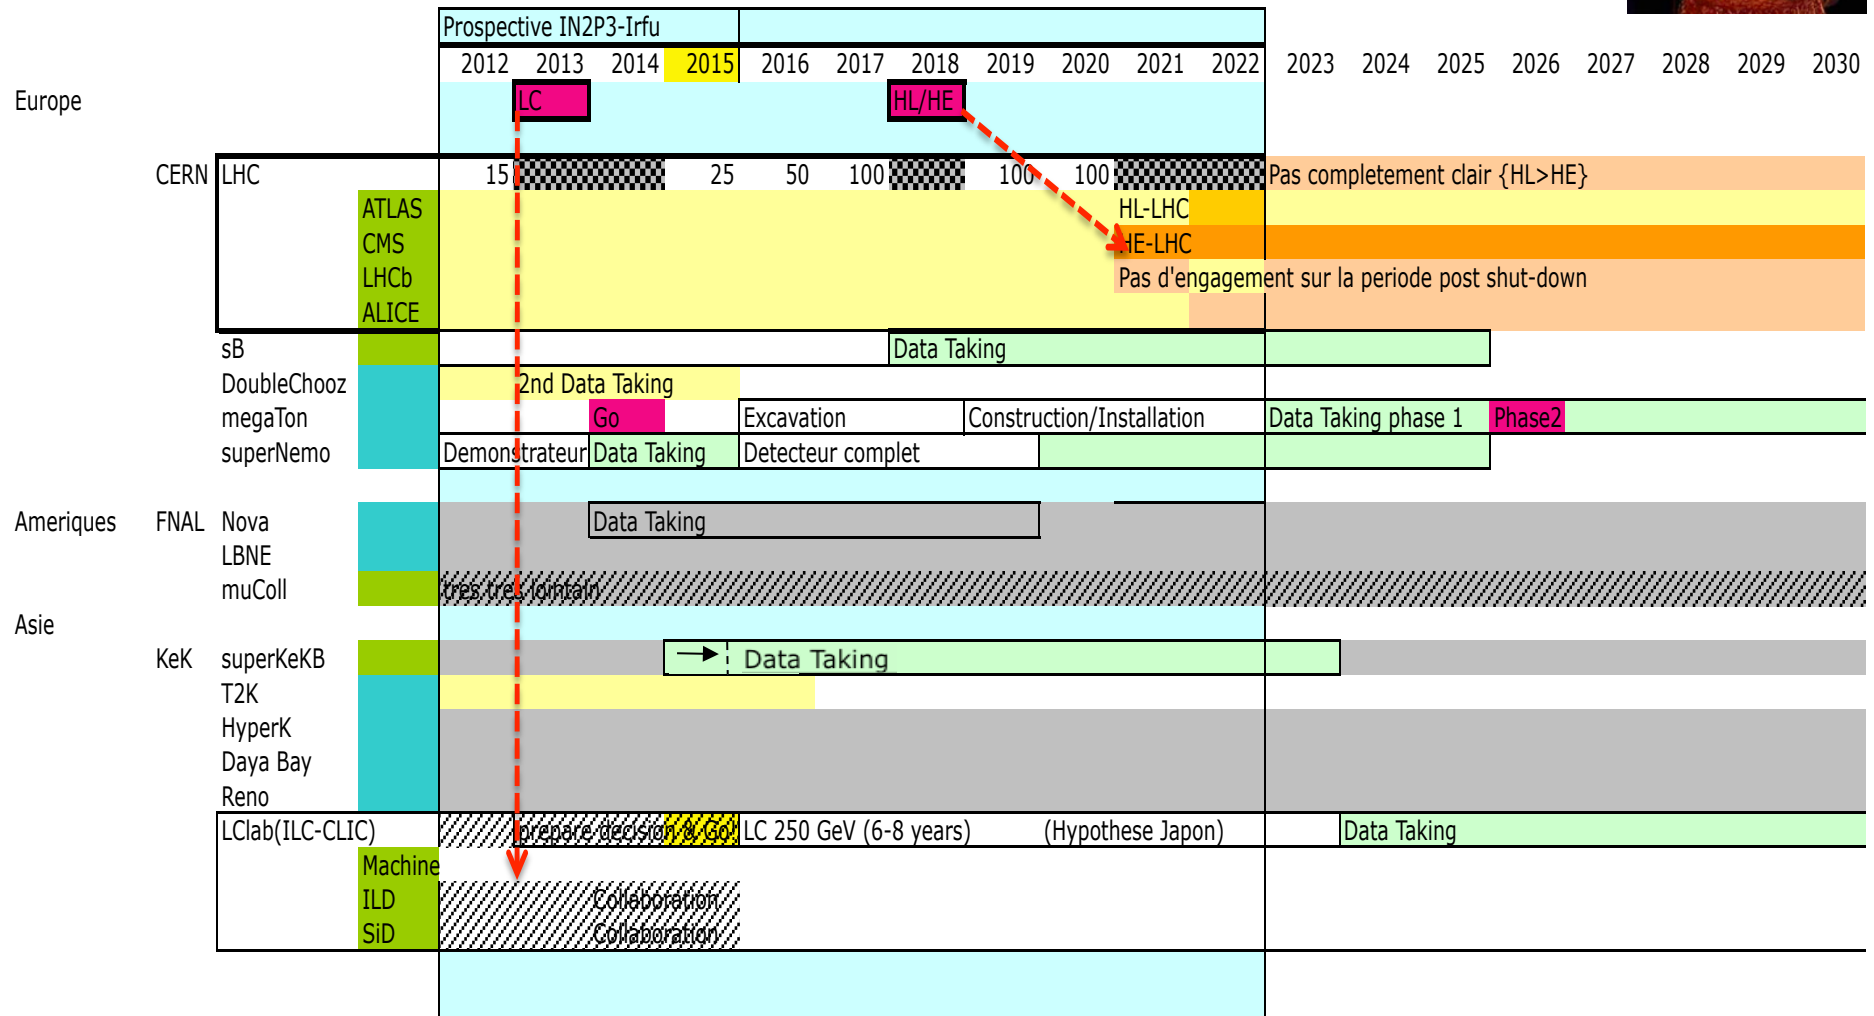 Prospective IN2P3-Irfu
2012 2013 2014 2015 2016 2017 2018 2019 2020 2021 2022 2023 2024 2025 2026 2027 2028 2029 2030
Europe LC HL/HE
CERN LHC 15 25 50 100 100 100 Pas completement clair {HL>HE}
ATLAS HL-LHC
CMS HE-LHC
LHCb Pas d'engagement sur la periode post shut-down
ALICE
sB Data Taking
DoubleChooz 2nd Data Taking
megaTon Go Excavation Construction/Installation Data Taking phase 1 Phase2
superNemo Demonstrateur Data Taking Detecteur complet
Ameriques FNAL Nova Data Taking
LBNE
muColl tres tres lointain
Asie
KeK superKeKB Data Taking
T2K
HyperK
Daya Bay
Reno
LClab(ILC-CLIC) prepare decision & Go! LC 250 GeV (6-8 years) (Hypothese Japon) Data Taking
Machine
ILD Collaboration
SiD Collaboration